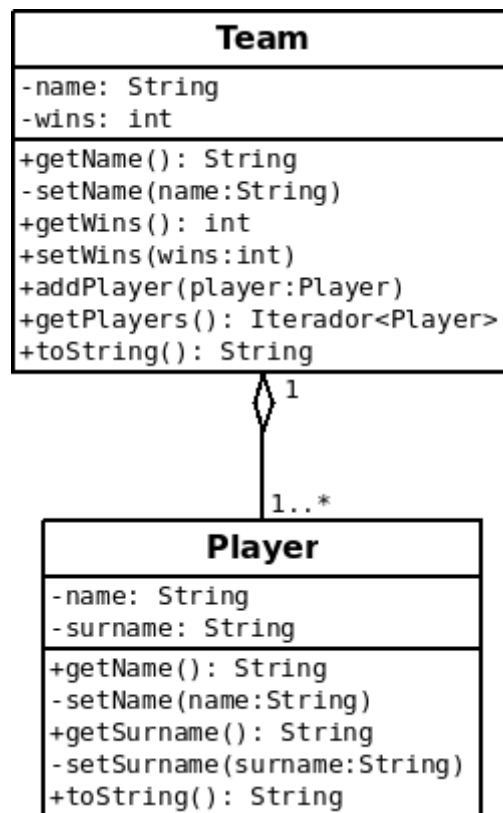 Team
-name: String
-wins: int
+getName(): String
-setName(name:String)
+getWins(): int
+setWins(wins:int)
+addPlayer(player:Player)
+getPlayers(): Iterador<Player>
+toString(): String
1
1..*
Player
-name: String
-surname: String
+getName(): String
-setName(name:String)
+getSurname(): String
-setSurname(surname:String)
+toString(): String